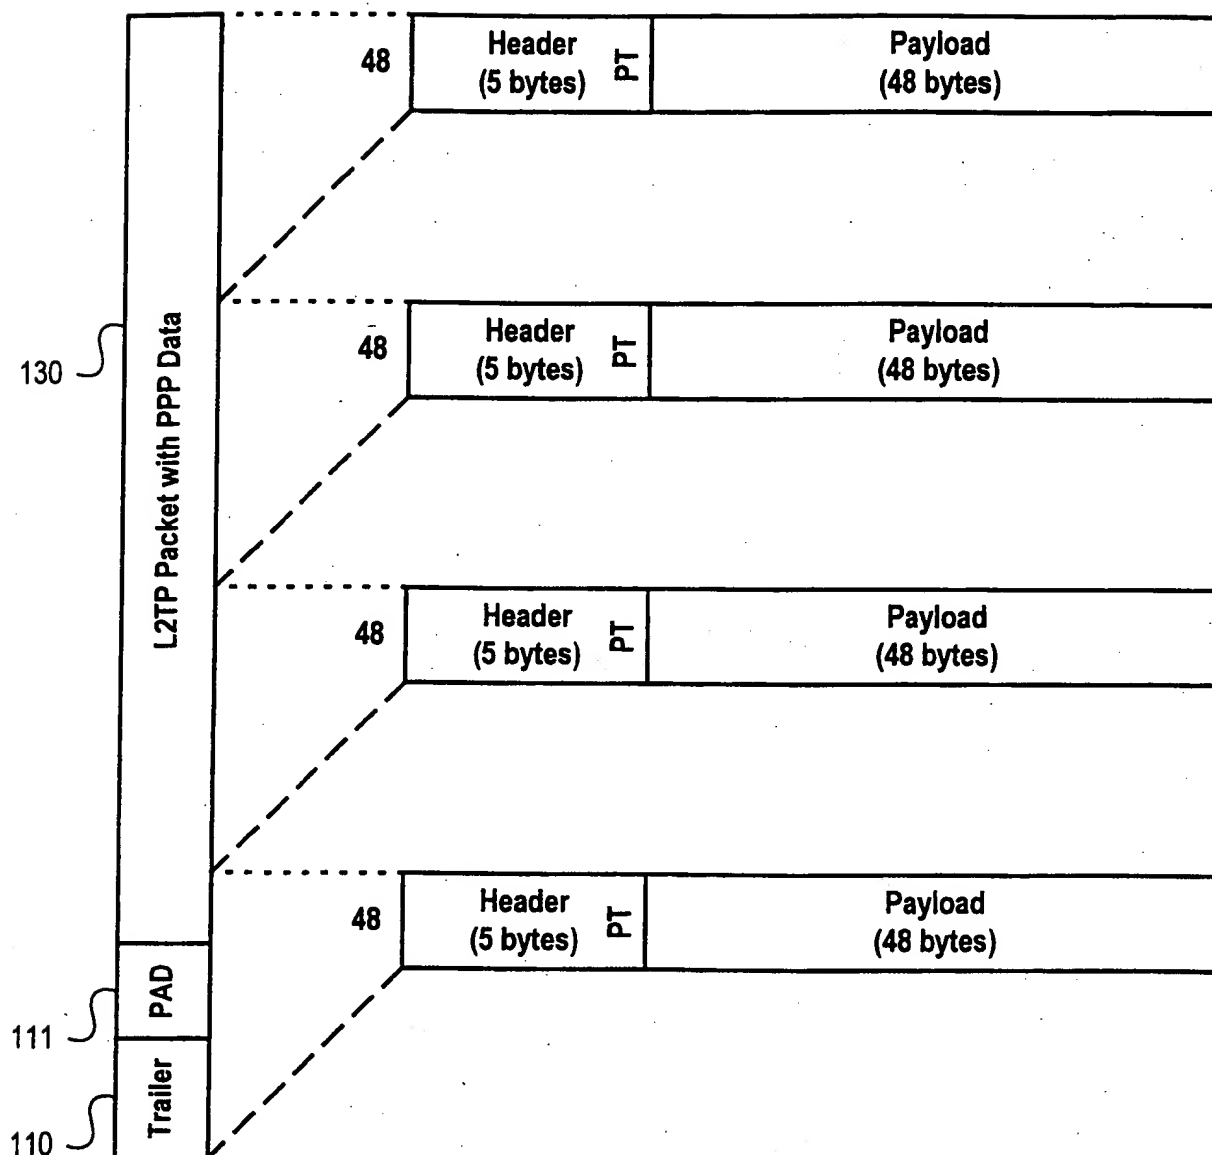 48
Header
(5 bytes)
PT
Payload
(48 bytes)
48
Header
(5 bytes)
PT
Payload
(48 bytes)
130
L2TP Packet with PPP Data
48
Header
(5 bytes)
PT
Payload
(48 bytes)
48
Header
(5 bytes)
PT
Payload
(48 bytes)
111
PAD
110
Trailer